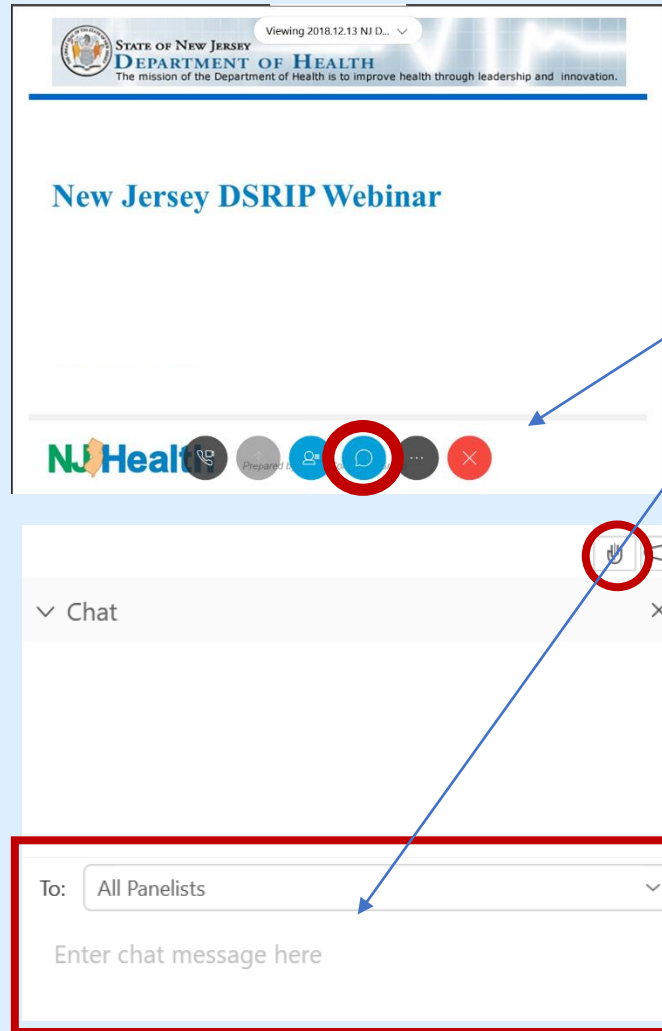 Viewing 2018.12.13 NJ D...
STATE OF NEW JERSEY
DEPARTMENT OF HEALTH
The mission of the Department of Health is to improve health through leadership and innovation.
New Jersey DSRIP Webinar
NJ Healt
Prepared b
Chat
To: All Panelists
Enter chat message here